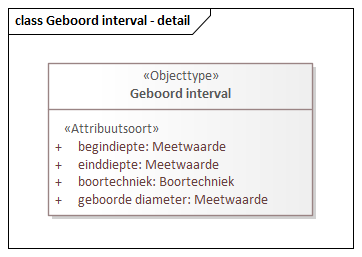 class Geboord interval - detail
«Objecttype»
Geboord interval
«Attribuutsoort»
+ begindiepte: Meetwaarde
+ einddiepte: Meetwaarde
+ boortechniek: Boortechniek
+ geboorde diameter: Meetwaarde